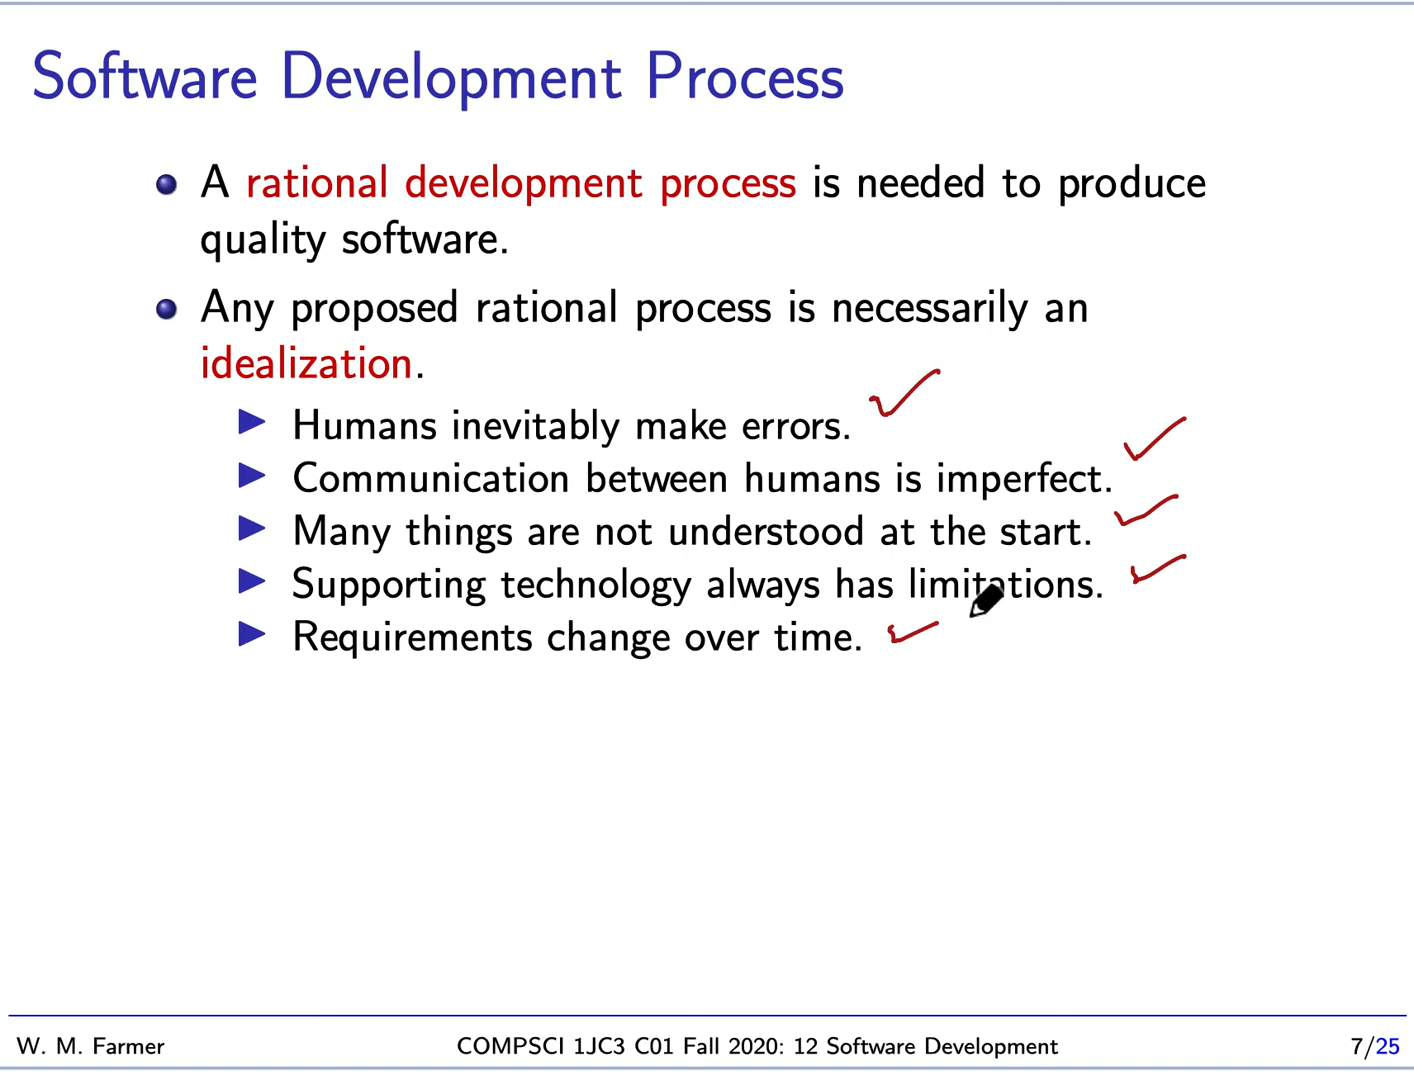 Software Development Process
A rational development process is needed to produce
quality software.
Any proposed rational process is necessarily an
idealization.
Humans inevitably make errors.
Communication between humans is imperfect.
Many things are not understood at the start.
Supporting technology always has limitations.
Requirements change over time.
W. M. Farmer COMPSCI 1JC3 C01 Fall 2020: 12 Software Development 7/25